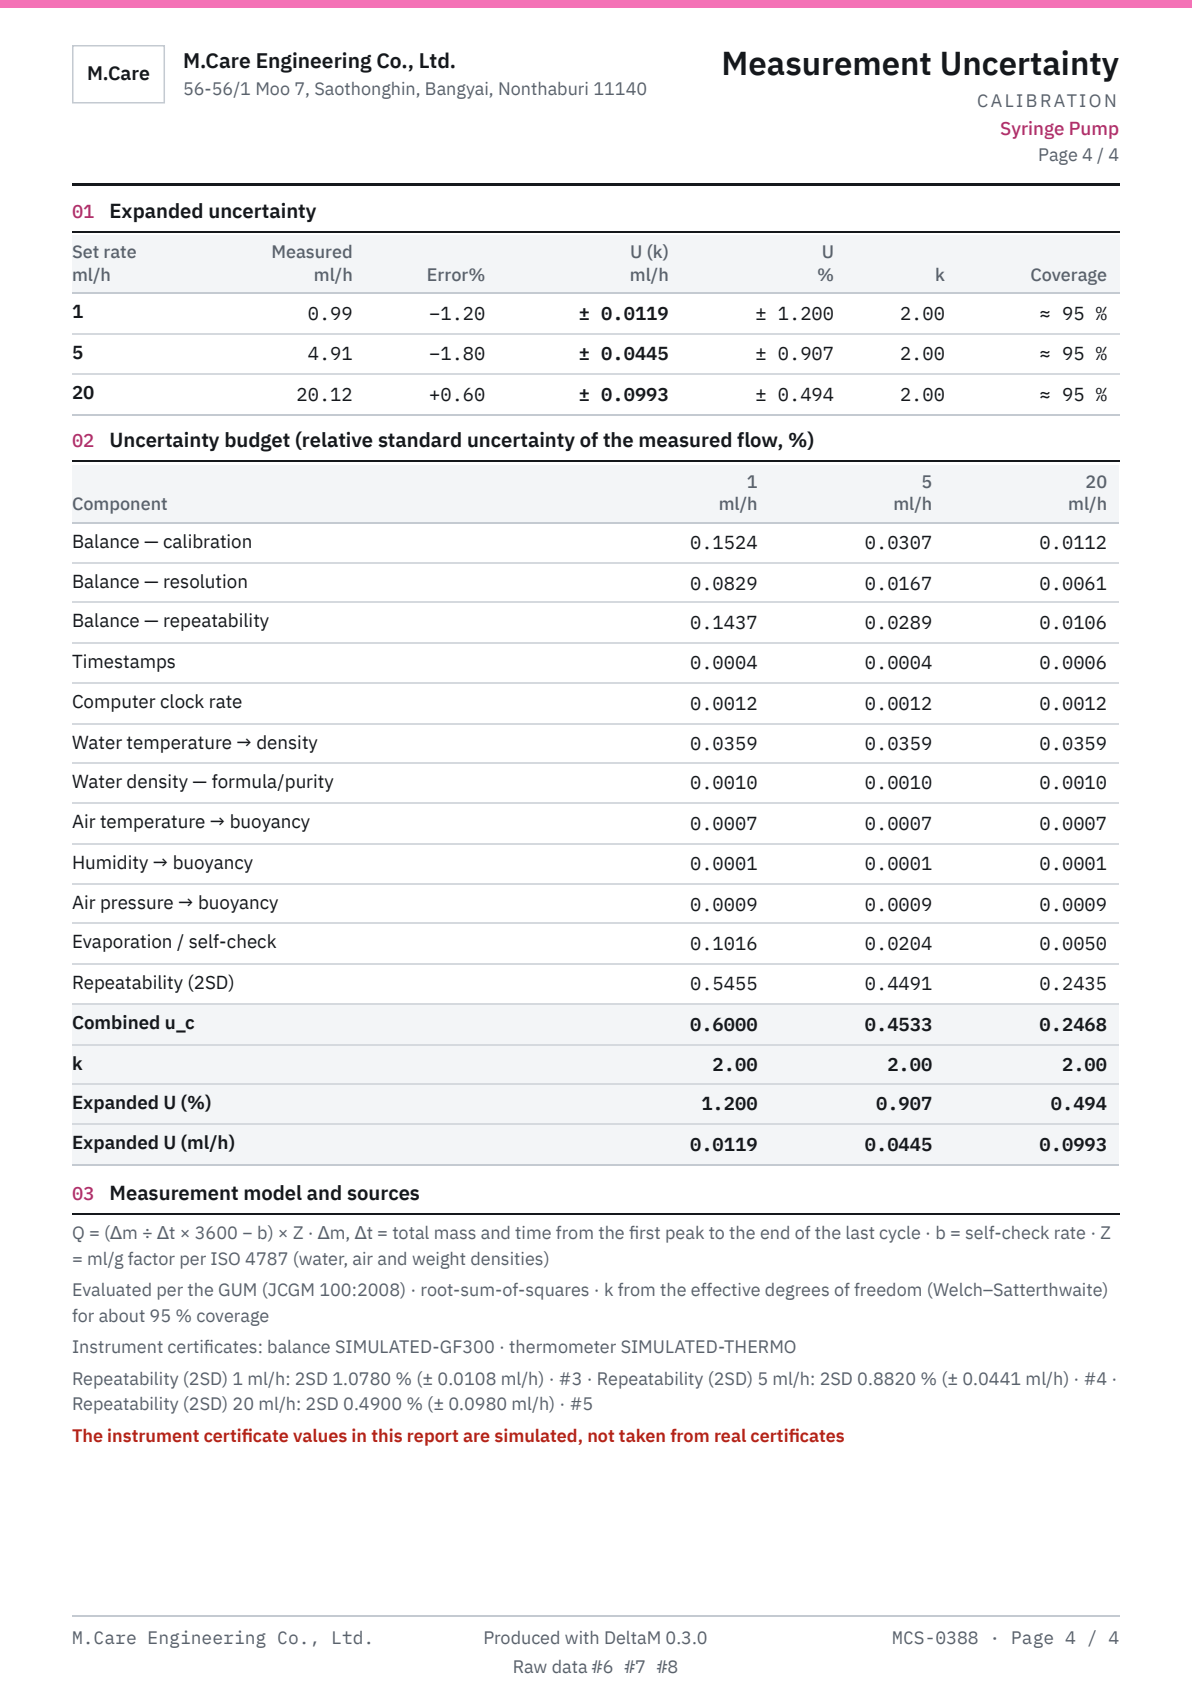 M.Care
M.Care Engineering Co., Ltd.
56-56/1 Moo 7, Saothonghin, Bangyai, Nonthaburi 11140
Measurement Uncertainty
CALIBRATION
Syringe Pump
Page 4 / 4
01 Expanded uncertainty
Set rate ml/h Measured ml/h Error% U (k) ml/h U % k Coverage
1 0.99 −1.20 ± 0.0119 ± 1.200 2.00 ≈ 95 %
5 4.91 −1.80 ± 0.0445 ± 0.907 2.00 ≈ 95 %
20 20.12 +0.60 ± 0.0993 ± 0.494 2.00 ≈ 95 %
02 Uncertainty budget (relative standard uncertainty of the measured flow, %)
Component 1 ml/h 5 ml/h 20 ml/h
Balance — calibration 0.1524 0.0307 0.0112
Balance — resolution 0.0829 0.0167 0.0061
Balance — repeatability 0.1437 0.0289 0.0106
Timestamps 0.0004 0.0004 0.0006
Computer clock rate 0.0012 0.0012 0.0012
Water temperature → density 0.0359 0.0359 0.0359
Water density — formula/purity 0.0010 0.0010 0.0010
Air temperature → buoyancy 0.0007 0.0007 0.0007
Humidity → buoyancy 0.0001 0.0001 0.0001
Air pressure → buoyancy 0.0009 0.0009 0.0009
Evaporation / self-check 0.1016 0.0204 0.0050
Repeatability (2SD) 0.5455 0.4491 0.2435
Combined u_c 0.6000 0.4533 0.2468
k 2.00 2.00 2.00
Expanded U (%) 1.200 0.907 0.494
Expanded U (ml/h) 0.0119 0.0445 0.0993
03 Measurement model and sources
Q = (Δm ÷ Δt × 3600 − b) × Z · Δm, Δt = total mass and time from the first peak to the end of the last cycle · b = self-check rate · Z
= ml/g factor per ISO 4787 (water, air and weight densities)
Evaluated per the GUM (JCGM 100:2008) · root-sum-of-squares · k from the effective degrees of freedom (Welch–Satterthwaite)
for about 95 % coverage
Instrument certificates: balance SIMULATED-GF300 · thermometer SIMULATED-THERMO
Repeatability (2SD) 1 ml/h: 2SD 1.0780 % (± 0.0108 ml/h) · #3 · Repeatability (2SD) 5 ml/h: 2SD 0.8820 % (± 0.0441 ml/h) · #4 ·
Repeatability (2SD) 20 ml/h: 2SD 0.4900 % (± 0.0980 ml/h) · #5
The instrument certificate values in this report are simulated, not taken from real certificates
M.Care Engineering Co., Ltd. Produced with DeltaM 0.3.0 MCS-0388 · Page 4 / 4
Raw data #6 #7 #8